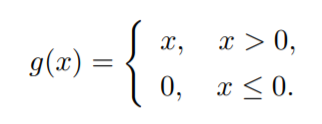 g(x) = { x, x > 0,
0, x ≤ 0.